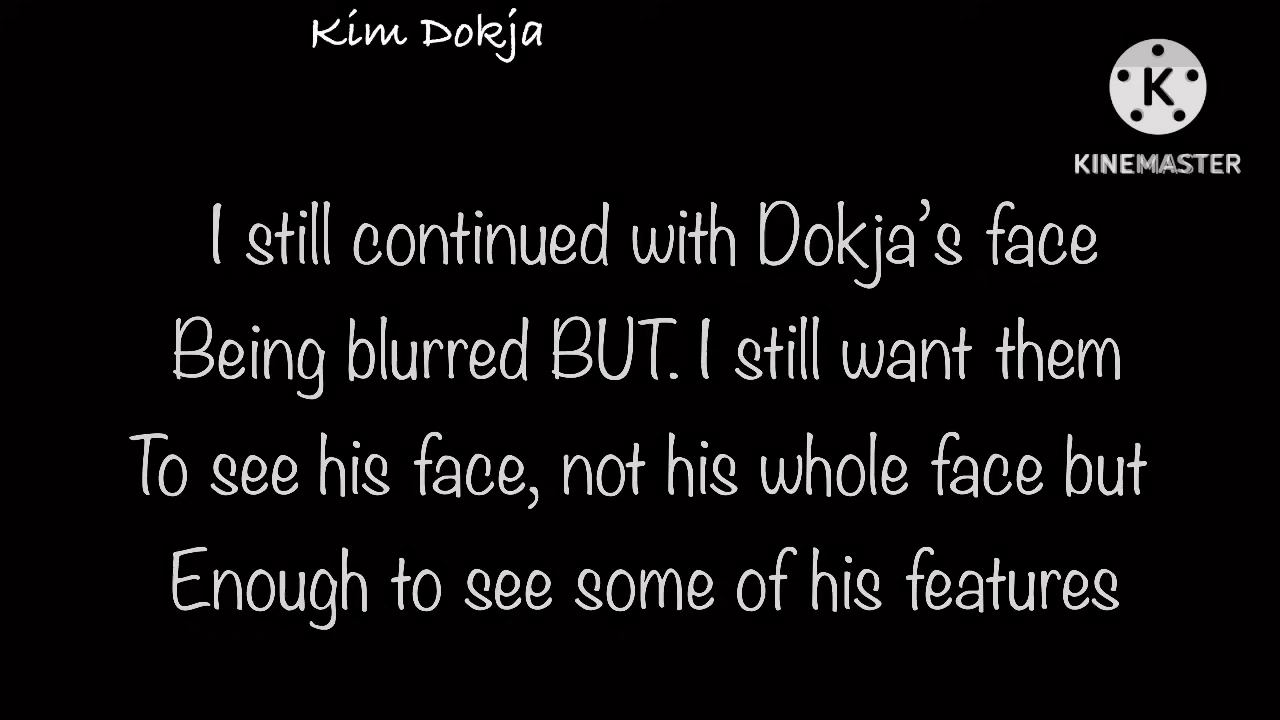 Kim Dokja
K
KINEMASTER
I still continued with Dokja’s face
Being blurred BUT. I still want them
To see his face, not his whole face but
Enough to see some of his features